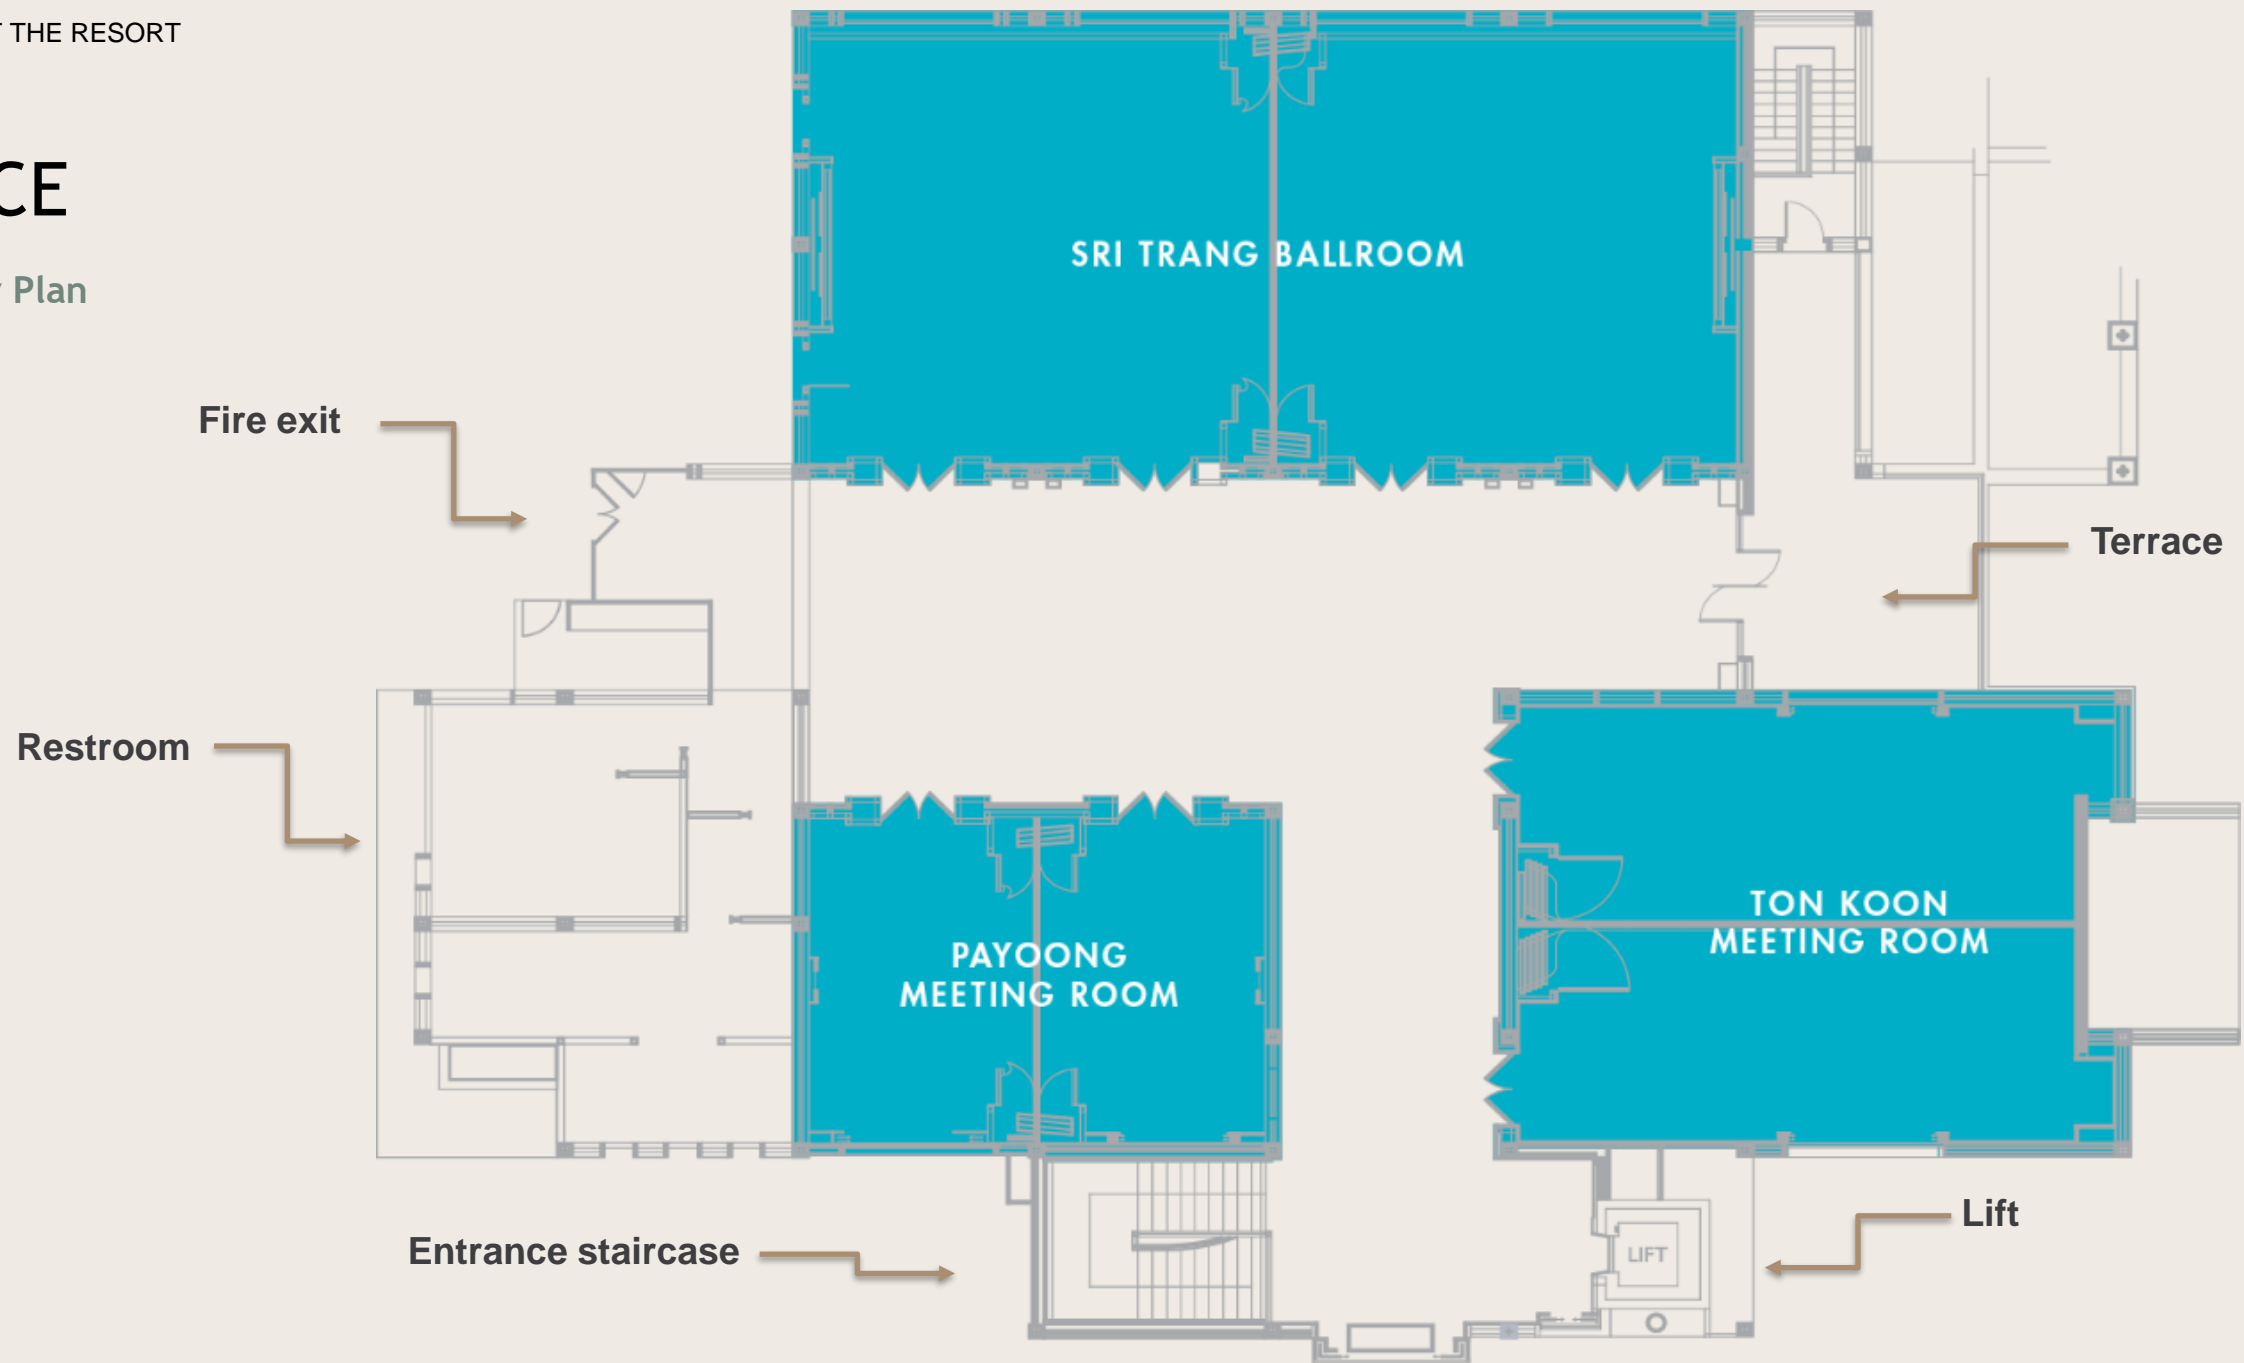 THE RESORT
CE
Plan
SRI TRANG BALLROOM
Fire exit
Terrace
Restroom
TON KOON
MEETING ROOM
PAYOONG
MEETING ROOM
Entrance staircase
Lift
LIFT